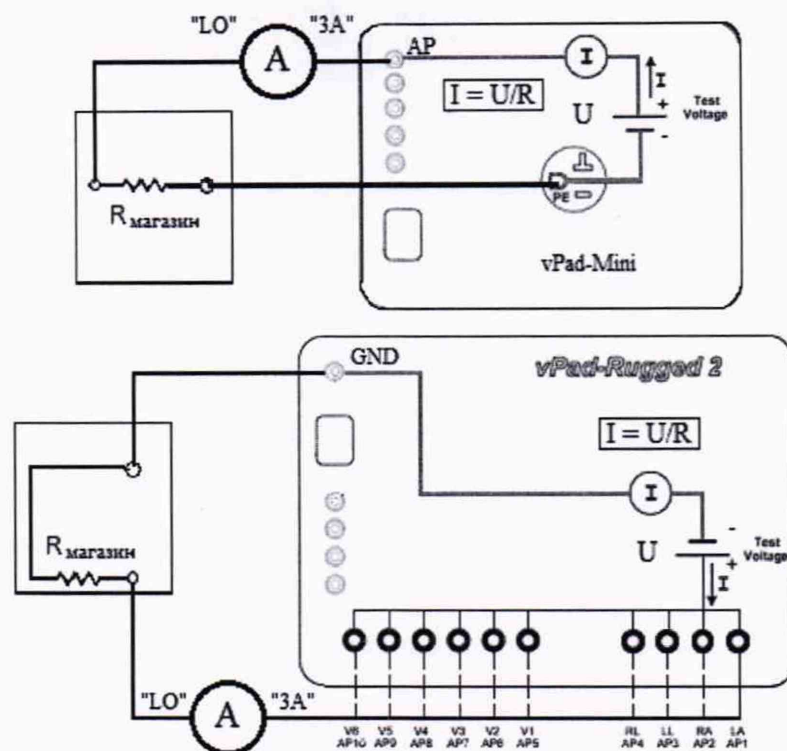 "LO" A "3A"
AP
I
I = U/R
I
+
U
Test
Voltage
-
R магазин
PE
vPad-Mini
GND
vPad-Rugged 2
I = U/R
I
-
U
Test
Voltage
+
I
R магазин
"LO" A "3A"
V6 V5 V4 V3 V2 V1 RL LL RA LA
AP10 AP9 AP8 AP7 AP6 AP5 AP4 AP3 AP2 AP1